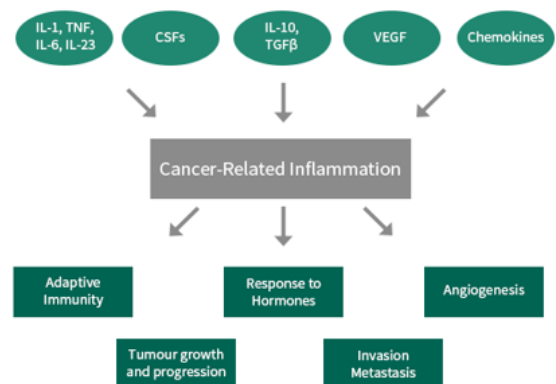 IL-1, TNF,
IL-6, IL-23
CSFs
IL-10,
TGFβ
VEGF
Chemokines
Cancer-Related Inflammation
Adaptive
Immunity
Response to
Hormones
Angiogenesis
Tumour growth
and progression
Invasion
Metastasis